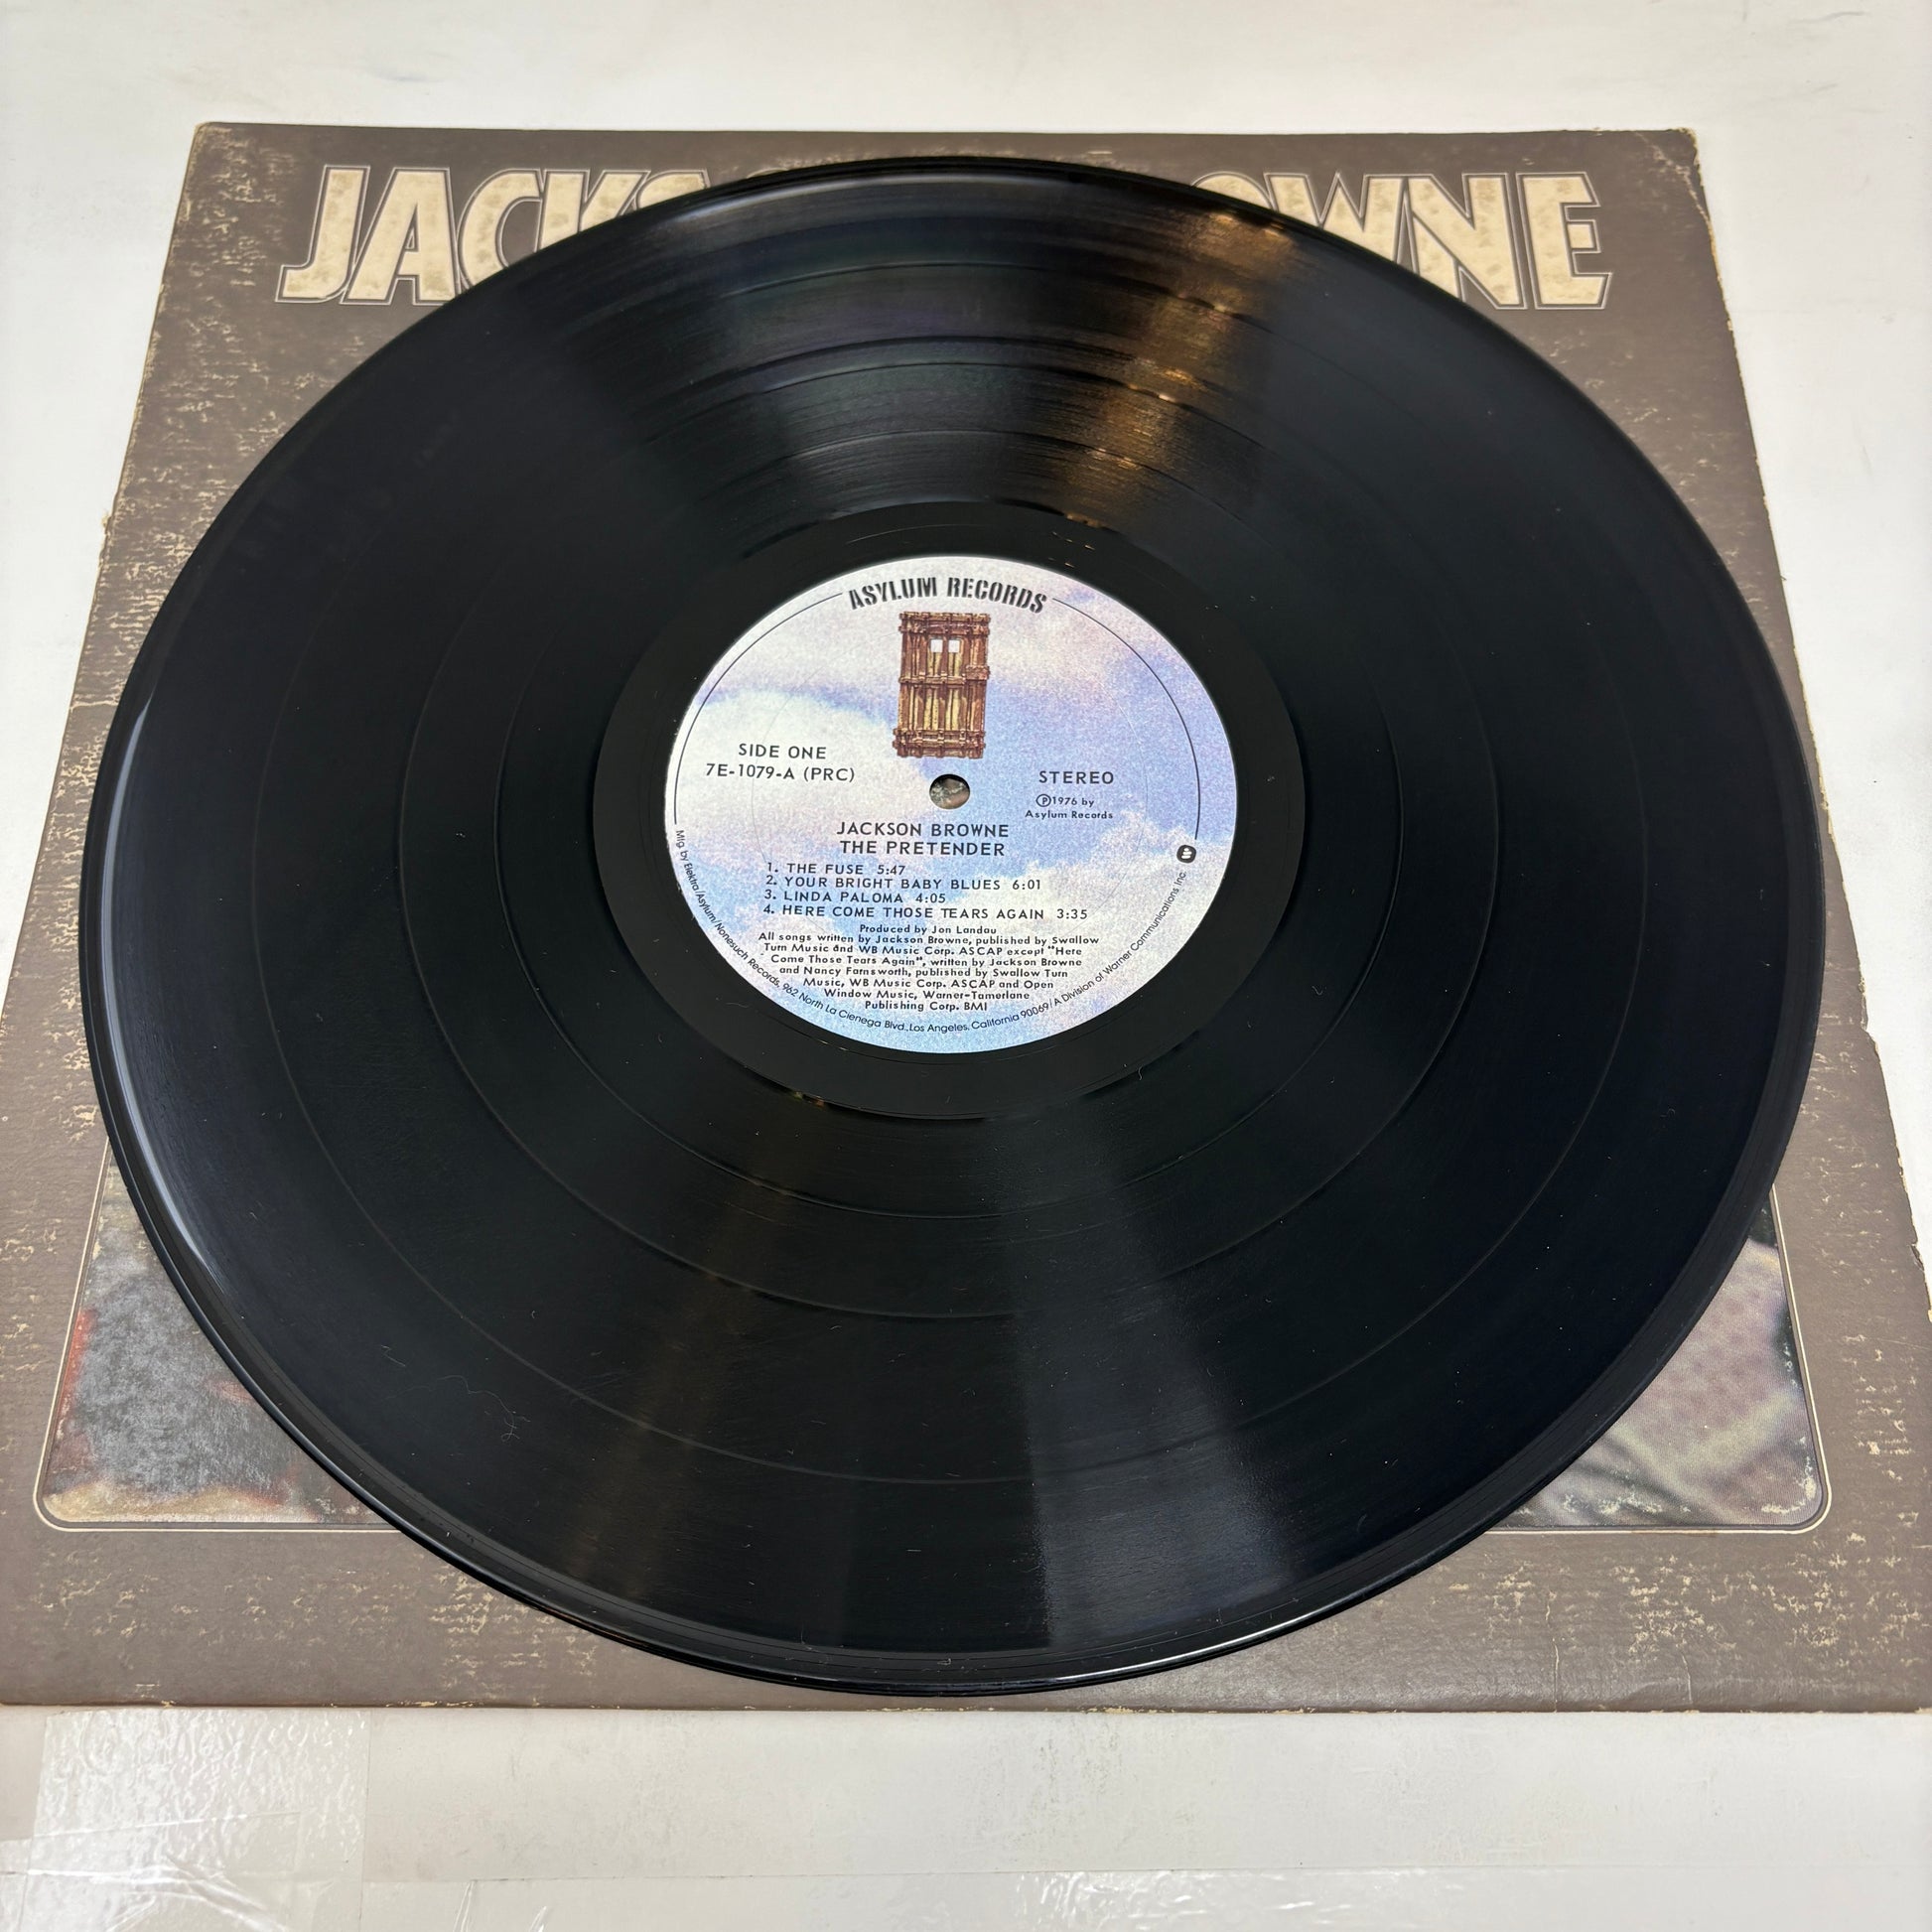 JACKS OWNE
ASYLUM RECORDS
SIDE ONE
7E-1079-A (PRC)
STEREO
Ⓟ1976 by
Asylum Records
JACKSON BROWNE
THE PRETENDER
1. THE FUSE 5:47
2. YOUR BRIGHT BABY BLUES 6:01
3. LINDA PALOMA 4:05
4. HERE COME THOSE TEARS AGAIN 3:35
Produced by Jon Landau
All songs written by Jackson Browne, published by Swallow
Turn Music and WB Music Corp. ASCAP except "Here
Come Those Tears Again", written by Jackson Browne
and Nancy Farnsworth, published by Swallow Turn
Music, WB Music Corp. ASCAP and Open
Window Music, Warner-Tamerlane
Publishing Corp. BMI
Mfg. by Elektra/Asylum/Nonesuch Records, 962 North La Cienega Blvd., Los Angeles, California 90069/A Division of Warner Communications Inc.